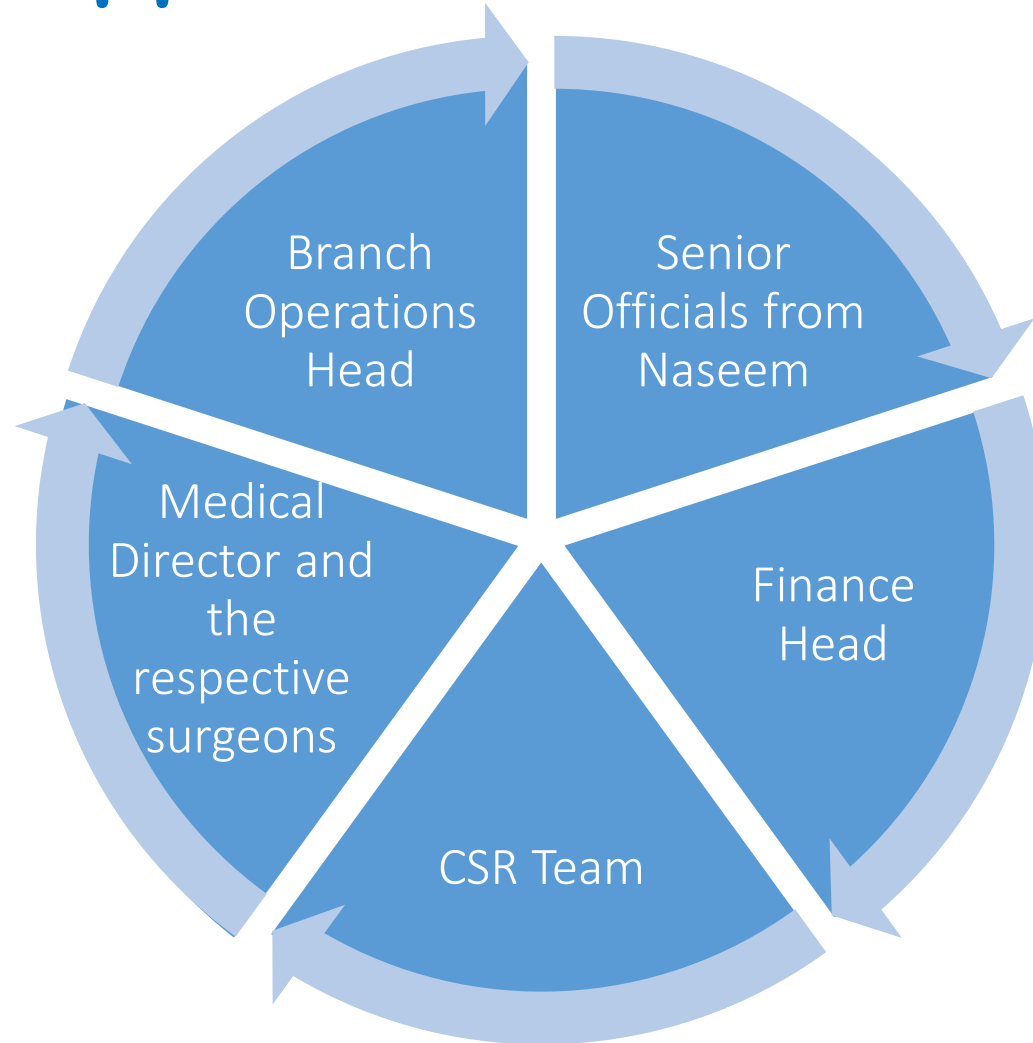 Senior
Officials from
Naseem
Finance
Head
CSR Team
Medical
Director and
the
respective
surgeons
Branch
Operations
Head